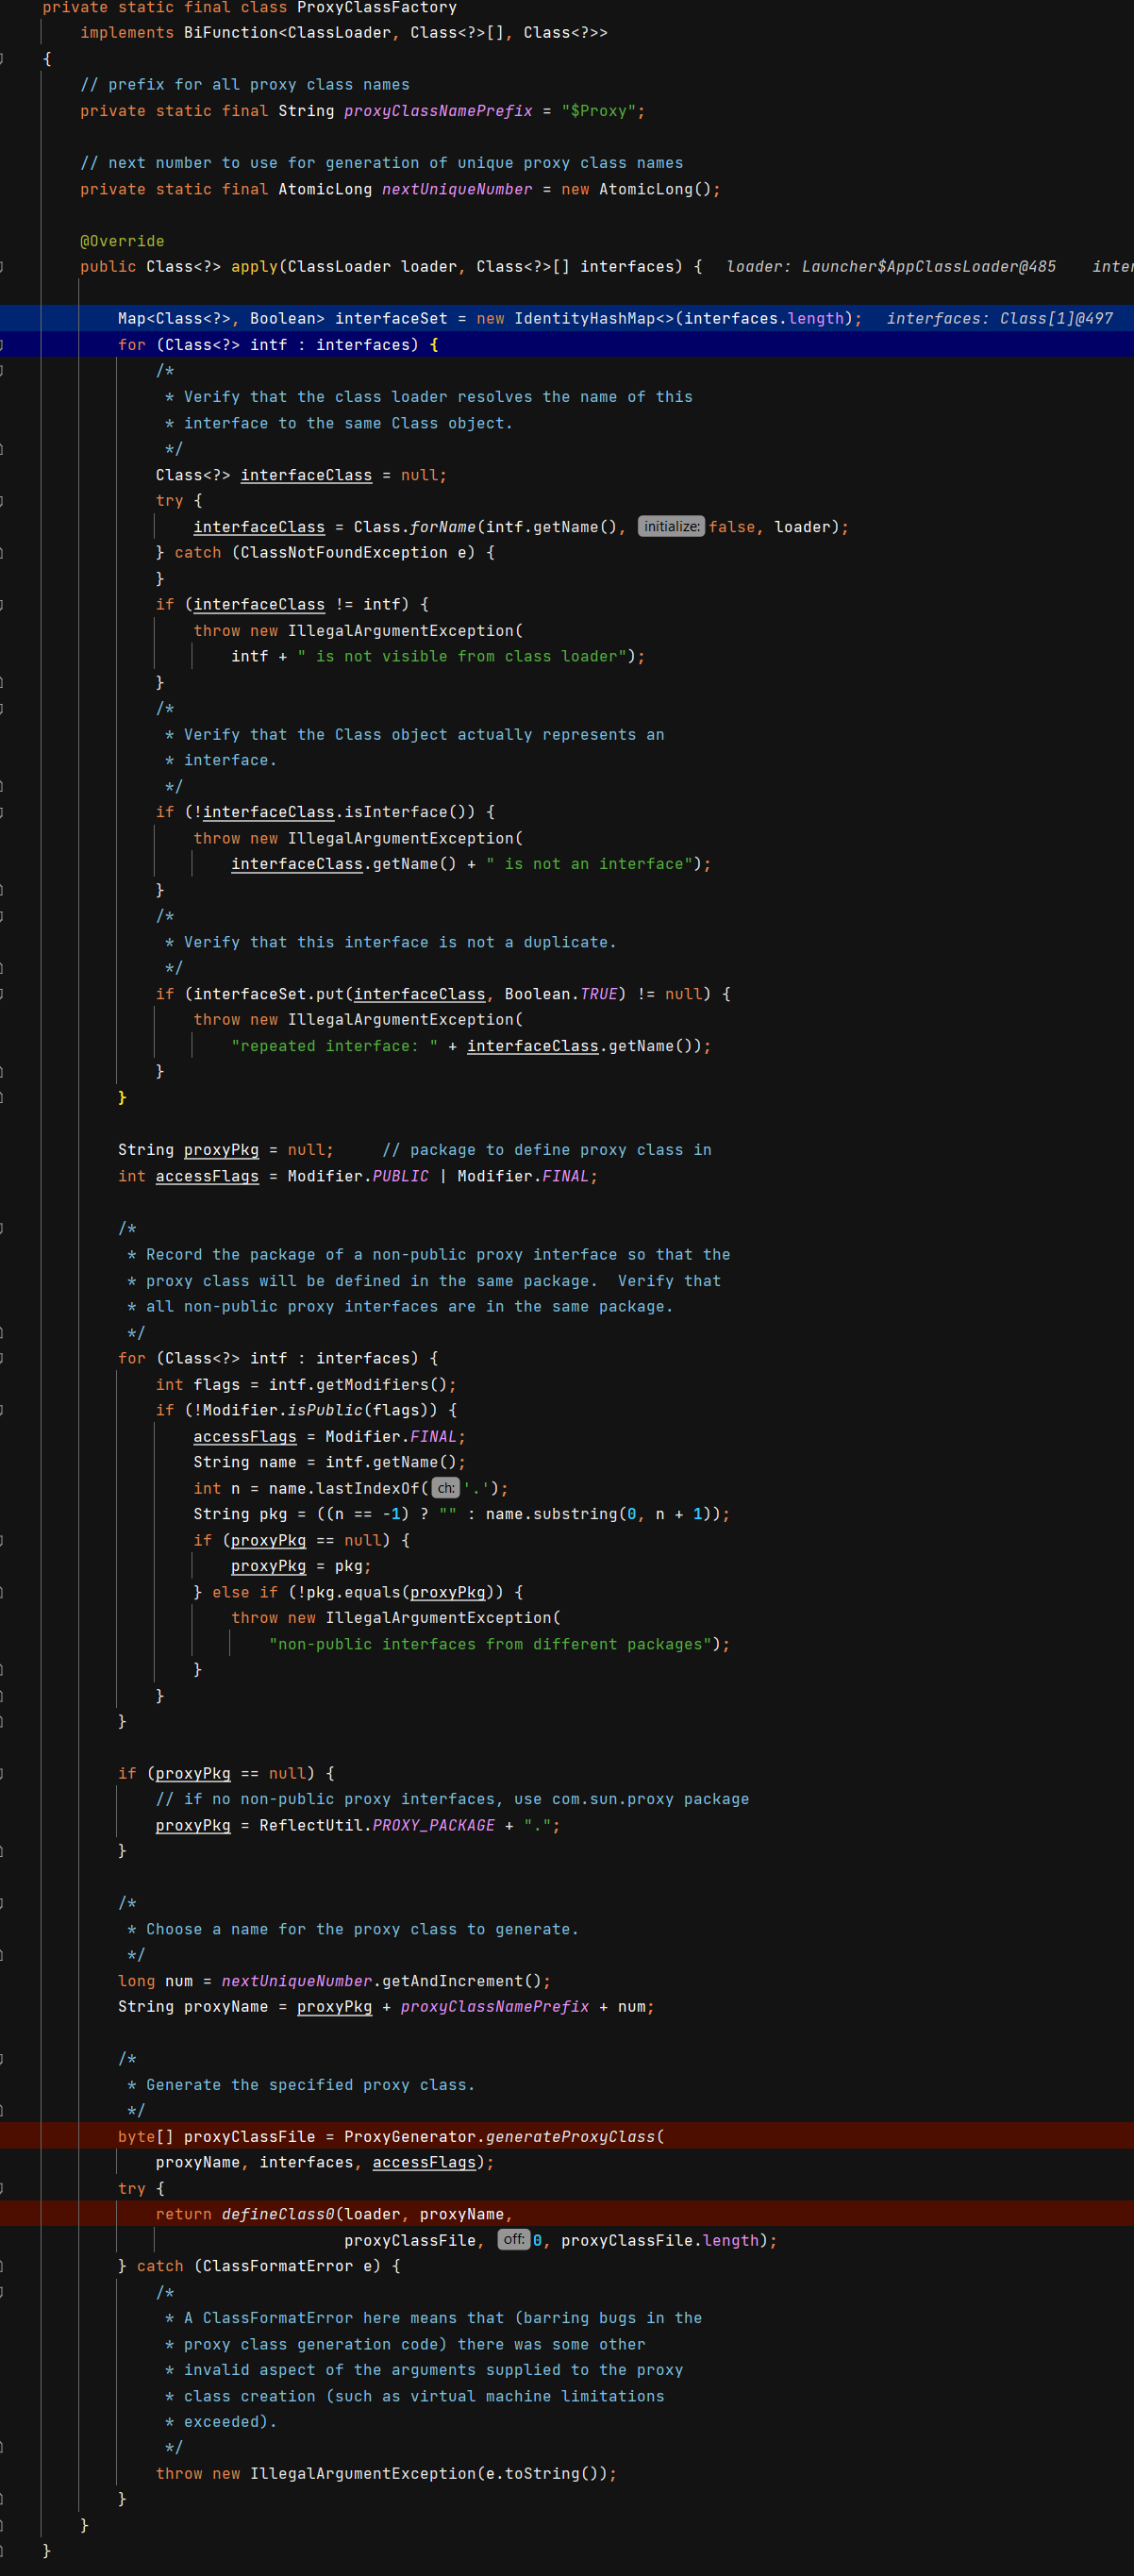 private static final class ProxyClassFactory
    implements BiFunction<ClassLoader, Class<?>[], Class<?>>
{
    // prefix for all proxy class names
    private static final String proxyClassNamePrefix = "$Proxy";

    // next number to use for generation of unique proxy class names
    private static final AtomicLong nextUniqueNumber = new AtomicLong();

    @Override
    public Class<?> apply(ClassLoader loader, Class<?>[] interfaces) {  loader: Launcher$AppClassLoader@485    inter

        Map<Class<?>, Boolean> interfaceSet = new IdentityHashMap<>(interfaces.length);  interfaces: Class[1]@497
        for (Class<?> intf : interfaces) {
            /*
             * Verify that the class loader resolves the name of this
             * interface to the same Class object.
             */
            Class<?> interfaceClass = null;
            try {
                interfaceClass = Class.forName(intf.getName(), initialize: false, loader);
            } catch (ClassNotFoundException e) {
            }
            if (interfaceClass != intf) {
                throw new IllegalArgumentException(
                    intf + " is not visible from class loader");
            }
            /*
             * Verify that the Class object actually represents an
             * interface.
             */
            if (!interfaceClass.isInterface()) {
                throw new IllegalArgumentException(
                    interfaceClass.getName() + " is not an interface");
            }
            /*
             * Verify that this interface is not a duplicate.
             */
            if (interfaceSet.put(interfaceClass, Boolean.TRUE) != null) {
                throw new IllegalArgumentException(
                    "repeated interface: " + interfaceClass.getName());
            }
        }

        String proxyPkg = null;     // package to define proxy class in
        int accessFlags = Modifier.PUBLIC | Modifier.FINAL;

        /*
         * Record the package of a non-public proxy interface so that the
         * proxy class will be defined in the same package.  Verify that
         * all non-public proxy interfaces are in the same package.
         */
        for (Class<?> intf : interfaces) {
            int flags = intf.getModifiers();
            if (!Modifier.isPublic(flags)) {
                accessFlags = Modifier.FINAL;
                String name = intf.getName();
                int n = name.lastIndexOf( ch: '.');
                String pkg = ((n == -1) ? "" : name.substring(0, n + 1));
                if (proxyPkg == null) {
                    proxyPkg = pkg;
                } else if (!pkg.equals(proxyPkg)) {
                    throw new IllegalArgumentException(
                        "non-public interfaces from different packages");
                }
            }
        }

        if (proxyPkg == null) {
            // if no non-public proxy interfaces, use com.sun.proxy package
            proxyPkg = ReflectUtil.PROXY_PACKAGE + ".";
        }

        /*
         * Choose a name for the proxy class to generate.
         */
        long num = nextUniqueNumber.getAndIncrement();
        String proxyName = proxyPkg + proxyClassNamePrefix + num;

        /*
         * Generate the specified proxy class.
         */
        byte[] proxyClassFile = ProxyGenerator.generateProxyClass(
            proxyName, interfaces, accessFlags);
        try {
            return defineClass0(loader, proxyName,
                                proxyClassFile, off: 0, proxyClassFile.length);
        } catch (ClassFormatError e) {
            /*
             * A ClassFormatError here means that (barring bugs in the
             * proxy class generation code) there was some other
             * invalid aspect of the arguments supplied to the proxy
             * class creation (such as virtual machine limitations
             * exceeded).
             */
            throw new IllegalArgumentException(e.toString());
        }
    }
}